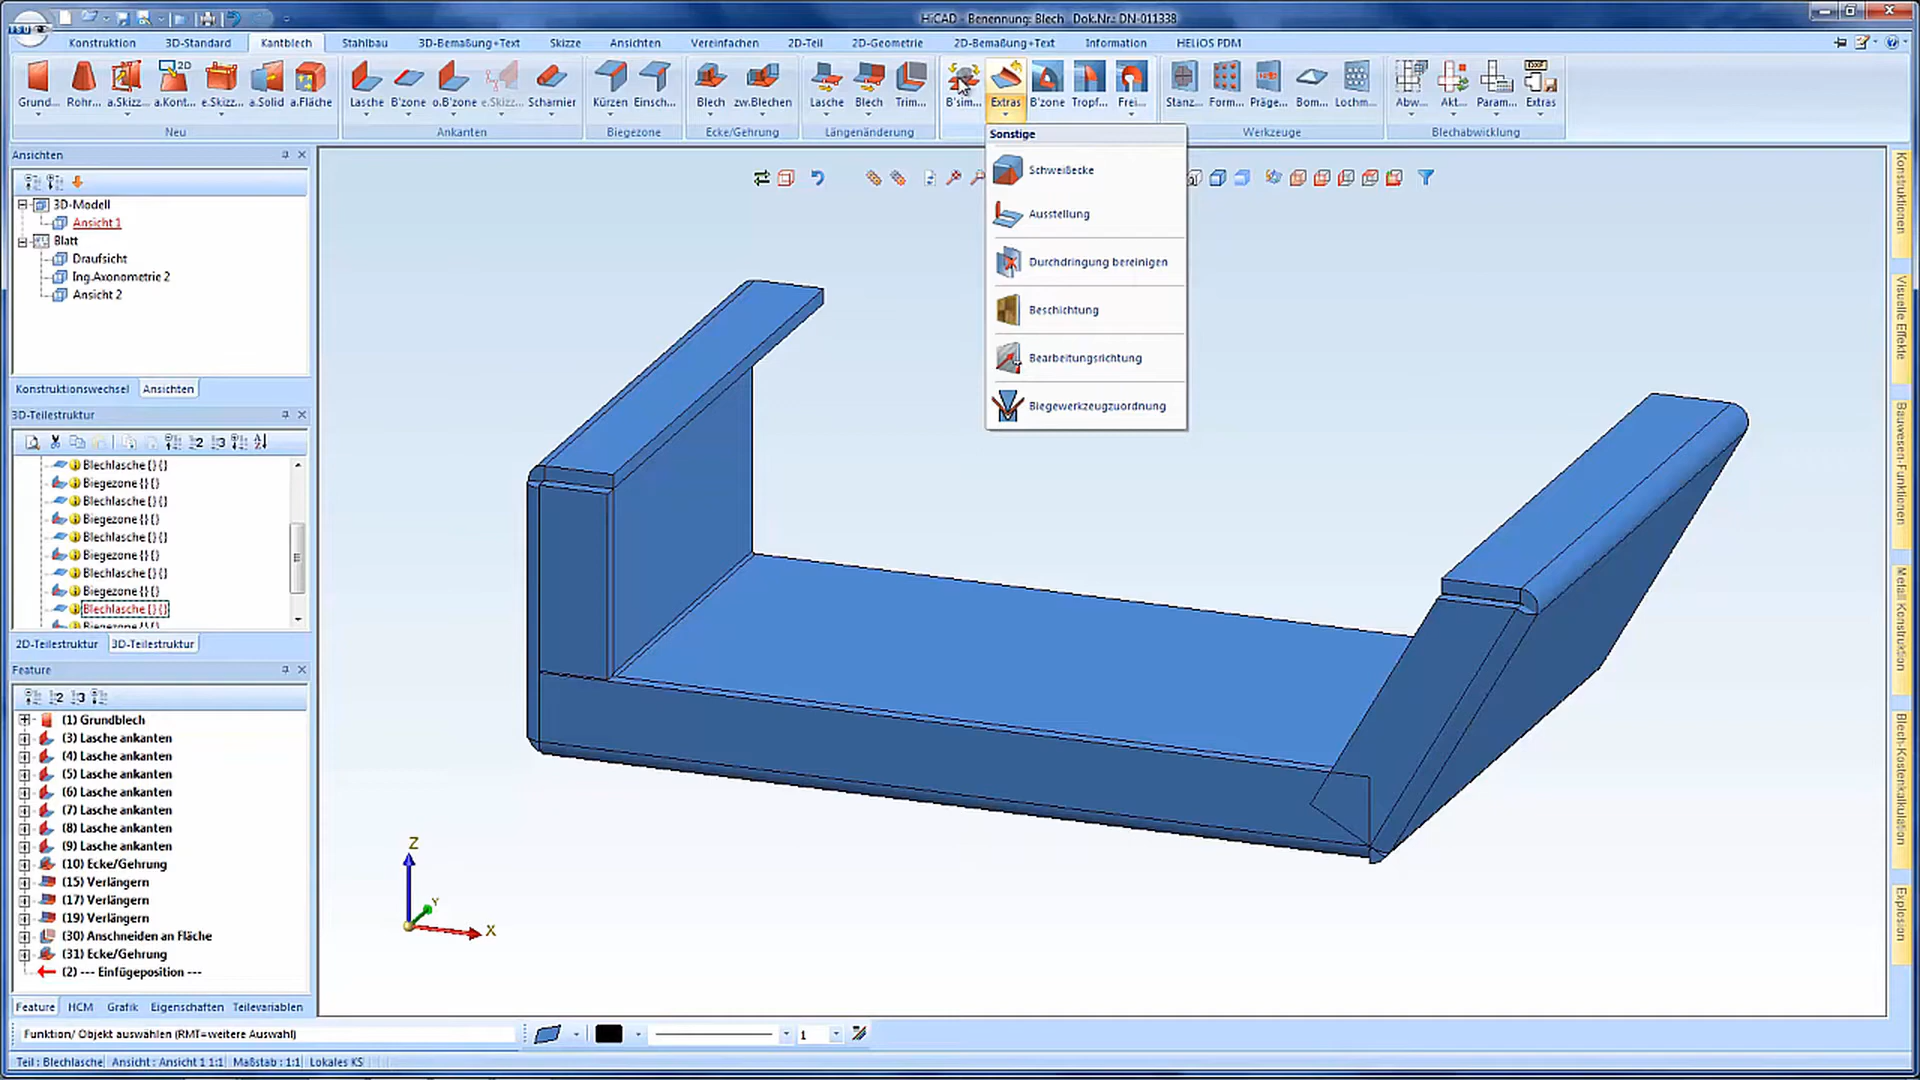 HiCAD - Benennung: Blech Dok.Nr.: DN-011338
ISD
Konstruktion 3D-Standard Kantblech Stahlbau 3D-Bemaßung+Text Skizze Ansichten Vereinfachen 2D-Teil 2D-Geometrie 2D-Bemaßung+Text Information HELiOS PDM
2D
DXF
Grund... Rohr... a.Skizz... a.Kont... e.Skizz... a.Solid a.Fläche Lasche B'zone o.B'zone e.Skizz... Scharnier Kürzen Einsch... Blech zw.Blechen Lasche Blech Trim... B'sim... Extras B'zone Tropf... Frei... Stanz... Form... Präge... Bom... Lochm... Abw... Akt... Param... Extras
Neu Ankanten Biegezone Ecke/Gehrung Längenänderung Werkzeuge Blechabwicklung
Sonstige
Schweißecke
Ausstellung
Durchdringung bereinigen
Beschichtung
Bearbeitungsrichtung
Biegewerkzeugzuordnung
Ansichten
3D-Modell
Ansicht 1
Blatt
Draufsicht
Ing.Axonometrie 2
Ansicht 2
Konstruktionswechsel Ansichten
3D-Teilestruktur
2 3
Blechlasche {} {}
Biegezone {} {}
Blechlasche {} {}
Biegezone {} {}
Blechlasche {} {}
Biegezone {} {}
Blechlasche {} {}
Biegezone {} {}
Blechlasche {} {}
Biegezone {} {}
2D-Teilestruktur 3D-Teilestruktur
Feature
2 3
(1) Grundblech
(3) Lasche ankanten
(4) Lasche ankanten
(5) Lasche ankanten
(6) Lasche ankanten
(7) Lasche ankanten
(8) Lasche ankanten
(9) Lasche ankanten
(10) Ecke/Gehrung
(15) Verlängern
(17) Verlängern
(19) Verlängern
(30) Anschneiden an Fläche
(31) Ecke/Gehrung
(2) --- Einfügeposition ---
Feature HCM Grafik Eigenschaften Teilevariablen
Z
Y
X
Konstruktionen
Visuelle Effekte
Bauwesen-Funktionen
Metall Konstruktion
Blech-Kostenkalkulation
Explosion
Funktion/ Objekt auswählen (RMT=weitere Auswahl)
1
Teil : Blechlasche Ansicht : Ansicht 1 1:1 Maßstab : 1:1 Lokales KS